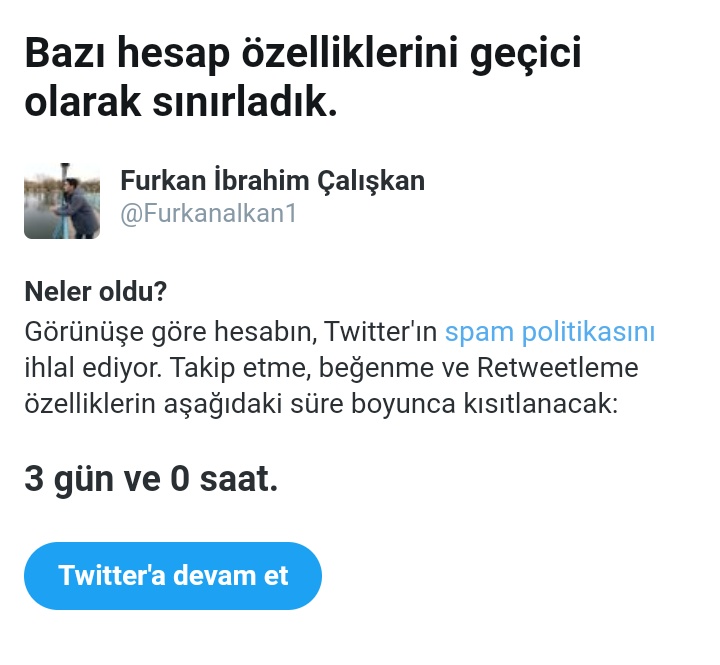 Bazı hesap özelliklerini geçici
olarak sınırladık.
Furkan İbrahim Çalışkan
@Furkanalkan1
Neler oldu?
Görünüşe göre hesabın, Twitter'ın spam politikasını
ihlal ediyor. Takip etme, beğenme ve Retweetleme
özelliklerin aşağıdaki süre boyunca kısıtlanacak:
3 gün ve 0 saat.
Twitter'a devam et